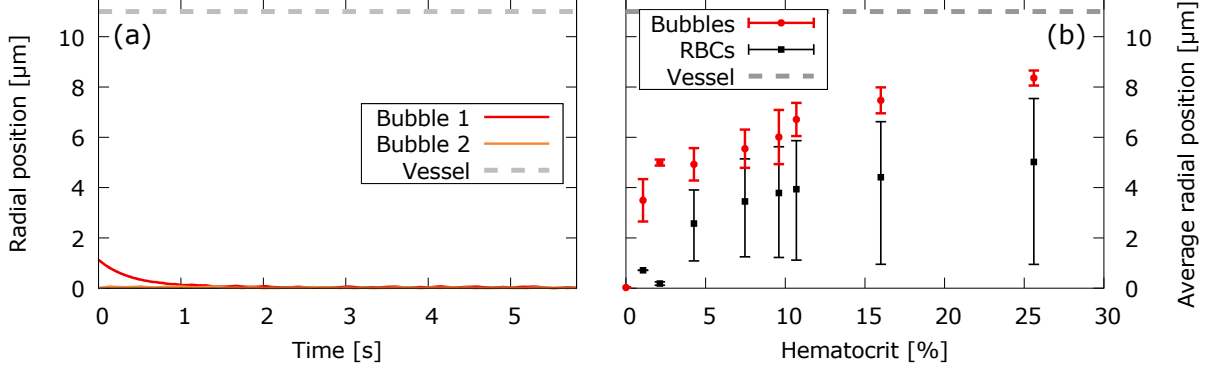 (a)
Radial position [μm]
10
8
6
4
2
0
Bubble 1
Bubble 2
Vessel
0 1 2 3 4 5
Time [s]
(b)
Bubbles
RBCs
Vessel
10
8
6
4
2
0
Average radial position [μm]
0 5 10 15 20 25 30
Hematocrit [%]